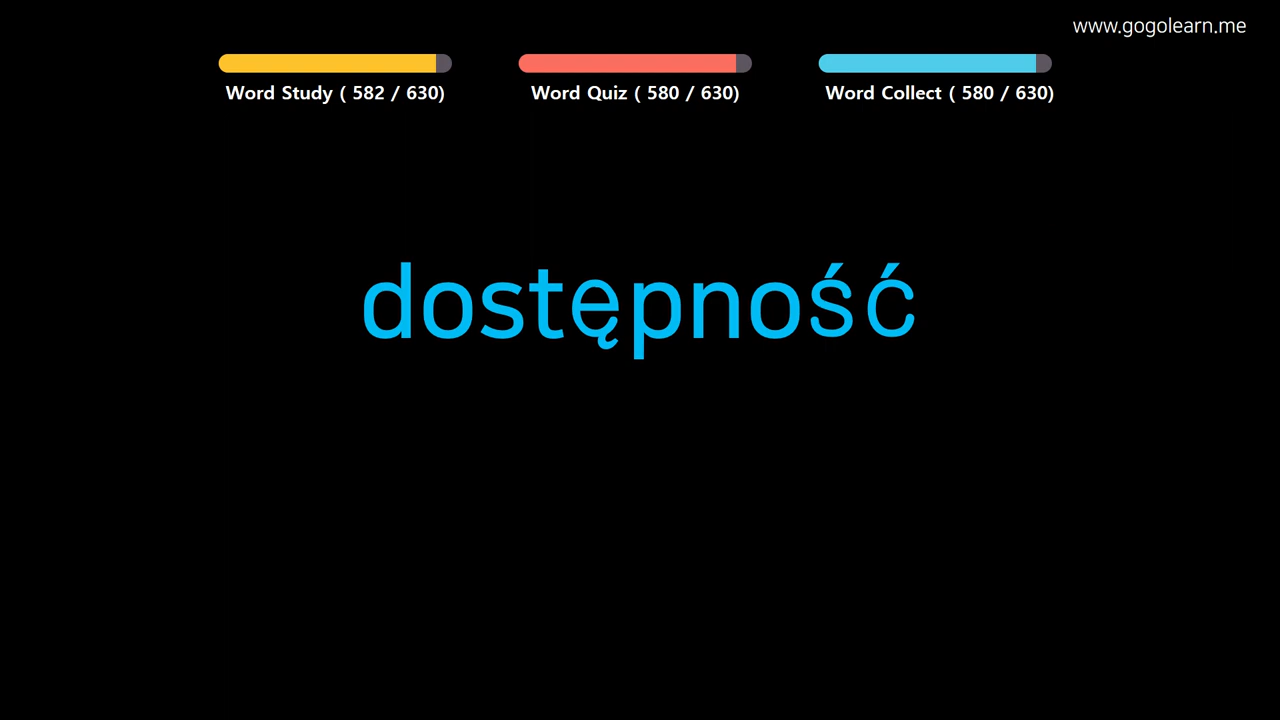 www.gogolearn.me
Word Study ( 582 / 630)
Word Quiz ( 580 / 630)
Word Collect ( 580 / 630)
dostępność